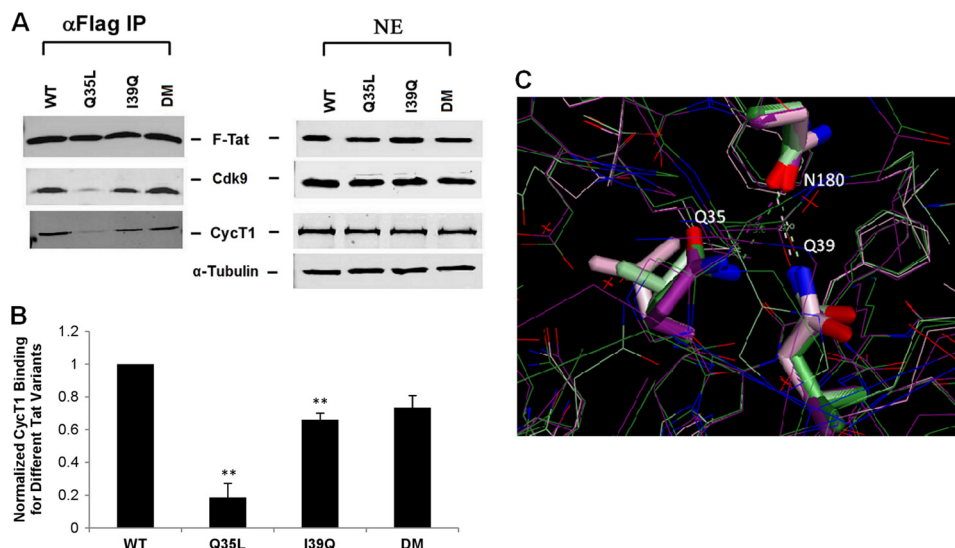 A
αFlag IP
NE
WT
Q35L
I39Q
DM
WT
Q35L
I39Q
DM
F-Tat
Cdk9
CycT1
α-Tubulin
B
Normalized CycT1 Binding
for Different Tat Variants
1.2
1
0.8
0.6
0.4
0.2
0
**
**
WT
Q35L
I39Q
DM
C
N180
Q35
Q39